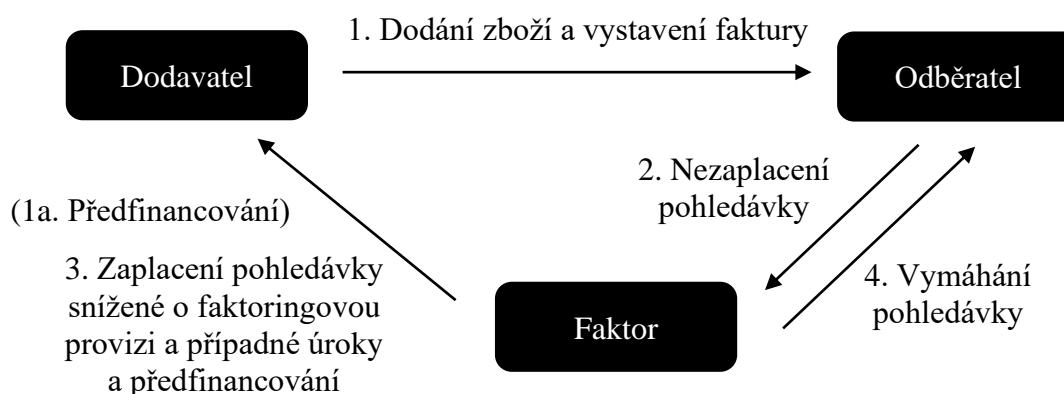 1. Dodání zboží a vystavení faktury
Dodavatel
Odběratel
2. Nezaplacení
pohledávky
(1a. Předfinancování)
3. Zaplacení pohledávky
snížené o faktoringovou
provizi a případné úroky
a předfinancování
4. Vymáhání
pohledávky
Faktor